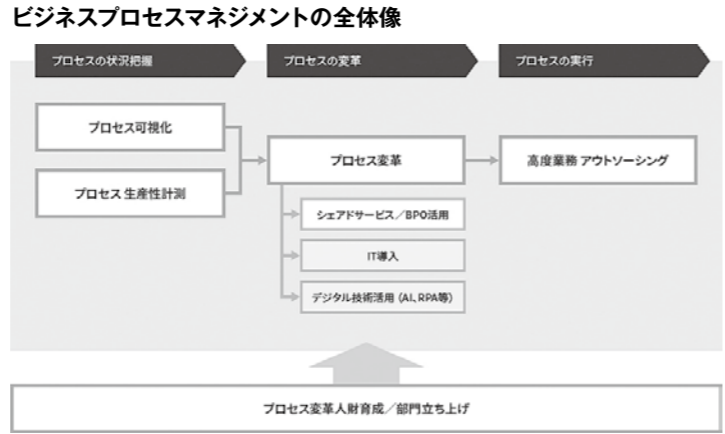 ビジネスプロセスマネジメントの全体像
プロセスの状況把握
プロセスの変革
プロセスの実行
プロセス可視化
プロセス 生産性計測
プロセス変革
高度業務 アウトソーシング
シェアドサービス／BPO活用
IT導入
デジタル技術活用（AI、RPA等）
プロセス変革人財育成／部門立ち上げ